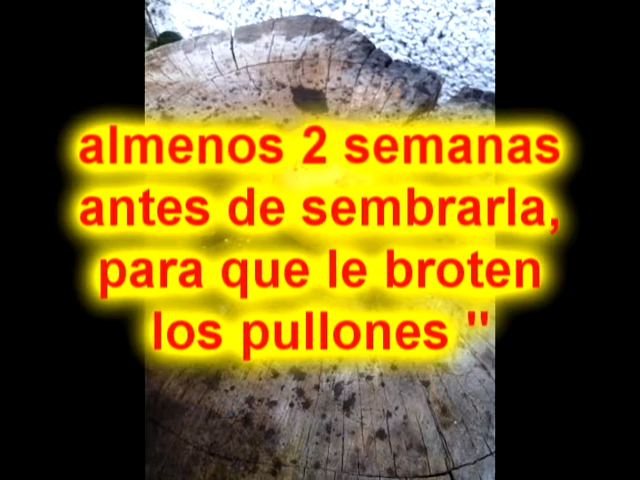 almenos 2 semanas
antes de sembrarla,
para que le broten
los pullones "